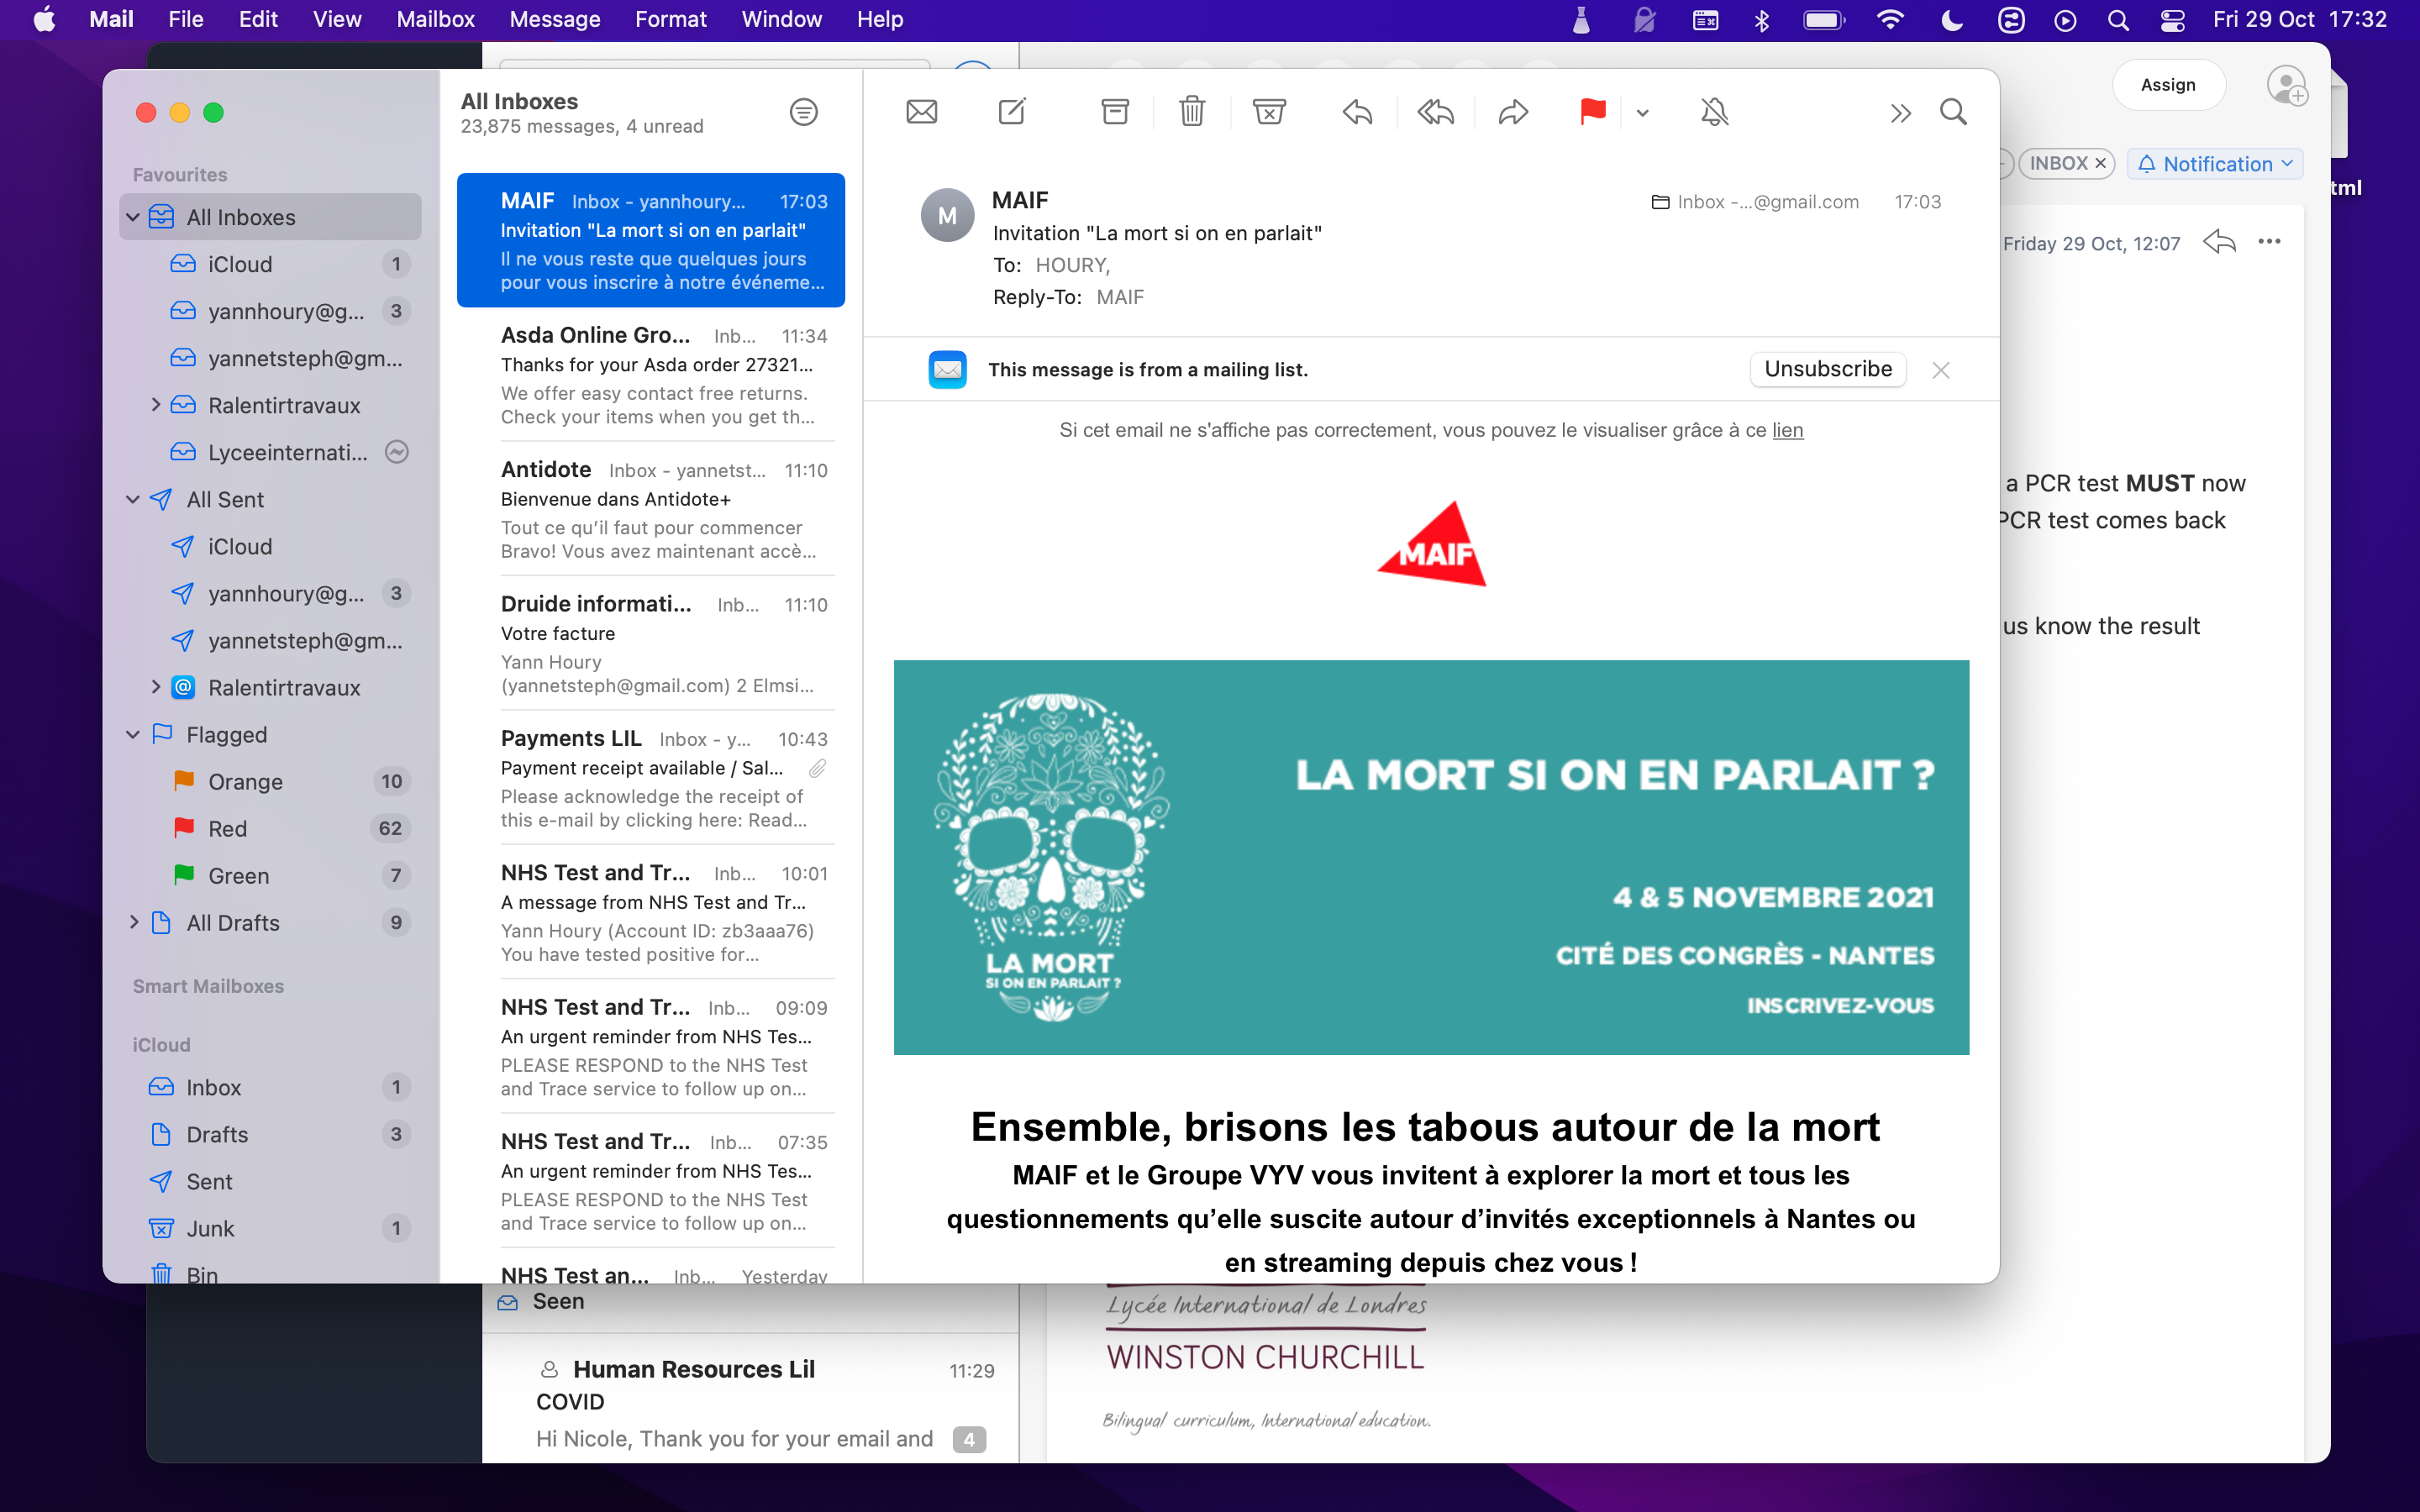 Mail File Edit View Mailbox Message Format Window Help
Fri 29 Oct 17:32
Favourites
All Inboxes
iCloud 1
yannhoury@g... 3
yannetsteph@gm...
Ralentirtravaux
Lyceeinternati...
All Sent
iCloud
yannhoury@g... 3
yannetsteph@gm...
Ralentirtravaux
Flagged
Orange 10
Red 62
Green 7
All Drafts 9
Smart Mailboxes
iCloud
Inbox 1
Drafts 3
Sent
Junk 1
Bin
All Inboxes
23,875 messages, 4 unread
MAIF Inbox - yannhoury... 17:03
Invitation "La mort si on en parlait"
Il ne vous reste que quelques jours
pour vous inscrire à notre événeme...
Asda Online Gro... Inb... 11:34
Thanks for your Asda order 27321...
We offer easy contact free returns.
Check your items when you get th...
Antidote Inbox - yannetst... 11:10
Bienvenue dans Antidote+
Tout ce qu’il faut pour commencer
Bravo! Vous avez maintenant accè...
Druide informati... Inb... 11:10
Votre facture
Yann Houry
(yannetsteph@gmail.com) 2 Elmsi...
Payments LIL Inbox - y... 10:43
Payment receipt available / Sal...
Please acknowledge the receipt of
this e-mail by clicking here: Read...
NHS Test and Tr... Inb... 10:01
A message from NHS Test and Tr...
Yann Houry (Account ID: zb3aaa76)
You have tested positive for...
NHS Test and Tr... Inb... 09:09
An urgent reminder from NHS Tes...
PLEASE RESPOND to the NHS Test
and Trace service to follow up on...
NHS Test and Tr... Inb... 07:35
An urgent reminder from NHS Tes...
PLEASE RESPOND to the NHS Test
and Trace service to follow up on...
NHS Test an... Inb... Yesterday
M
MAIF
Inbox -...@gmail.com 17:03
Invitation "La mort si on en parlait"
To: HOURY,
Reply-To: MAIF
This message is from a mailing list.
Unsubscribe
Si cet email ne s'affiche pas correctement, vous pouvez le visualiser grâce à ce lien
MAIF
LA MORT SI ON EN PARLAIT ?
4 & 5 NOVEMBRE 2021
CITÉ DES CONGRÈS - NANTES
INSCRIVEZ-VOUS
LA MORT
SI ON EN PARLAIT ?
Ensemble, brisons les tabous autour de la mort
MAIF et le Groupe VYV vous invitent à explorer la mort et tous les
questionnements qu’elle suscite autour d’invités exceptionnels à Nantes ou
en streaming depuis chez vous !
Assign
INBOX
Notification
tml
Friday 29 Oct, 12:07
a PCR test MUST now
PCR test comes back
us know the result
Seen
Human Resources Lil 11:29
COVID
Hi Nicole, Thank you for your email and 4
Lycée International de Londres
WINSTON CHURCHILL
Bilingual curriculum, International education.